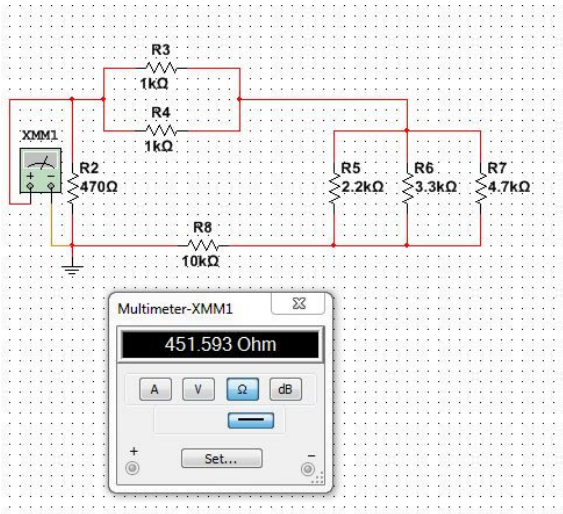 R3
1kΩ
R4
1kΩ
XMM1
+ −
R2
470Ω
R5
2.2kΩ
R6
3.3kΩ
R7
4.7kΩ
R8
10kΩ
Multimeter-XMM1
451.593 Ohm
A V Ω dB
+ Set... −